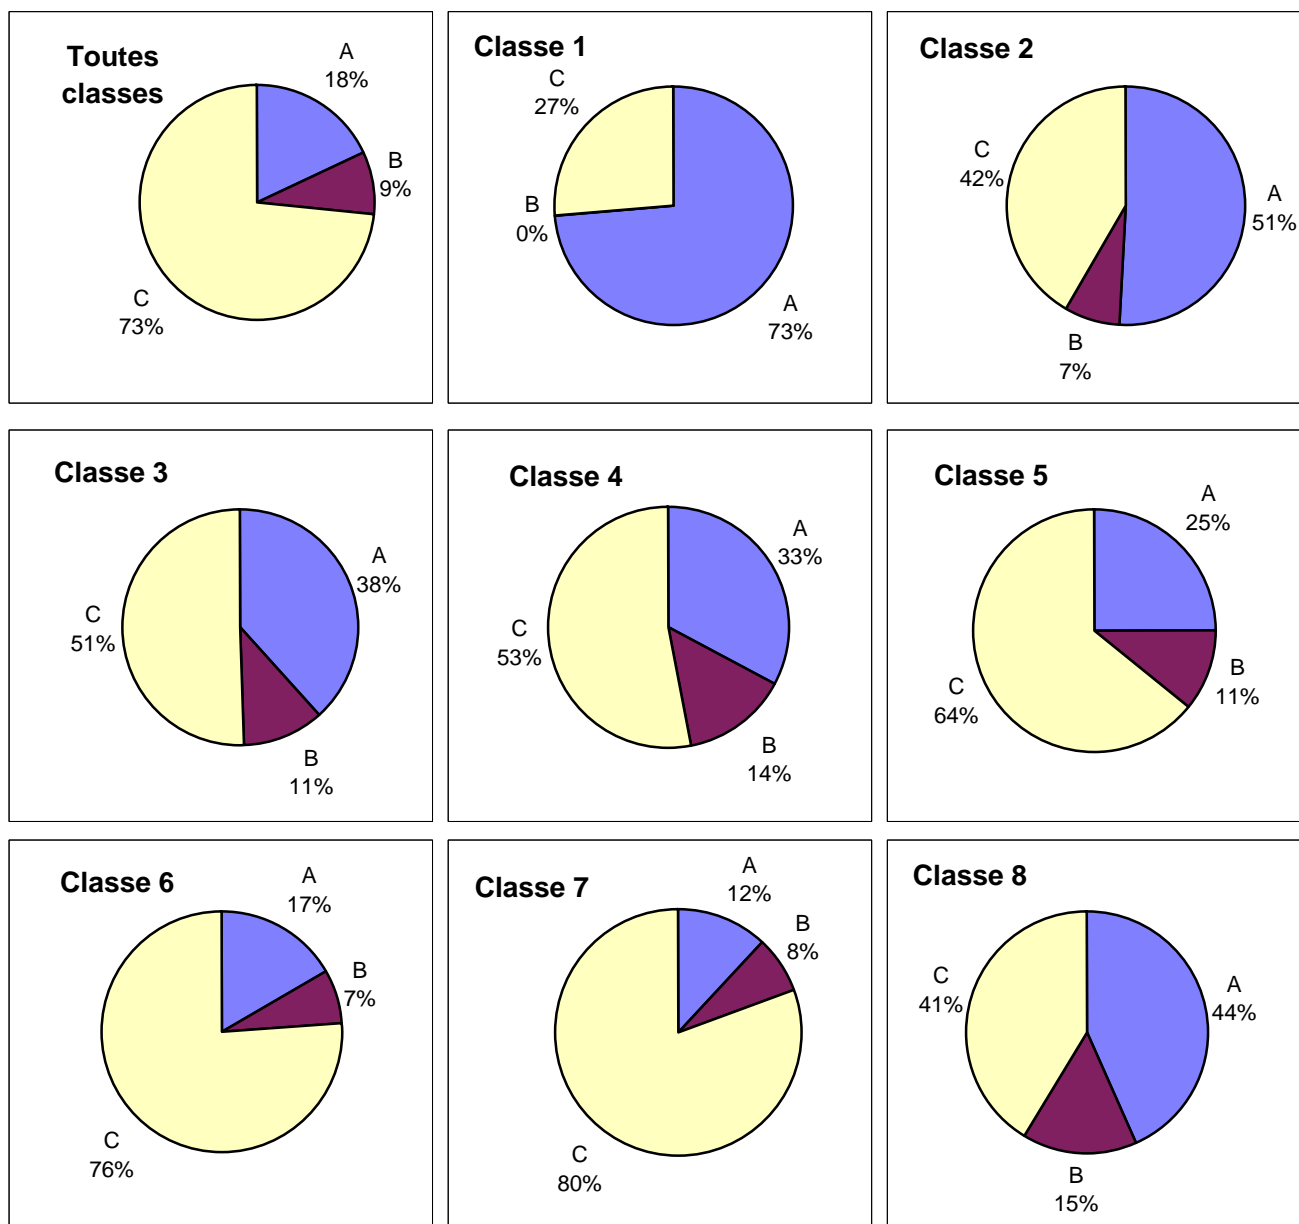 Toutes
classes
A
18%
B
9%
C
73%
Classe 1
C
27%
B
0%
A
73%
Classe 2
C
42%
A
51%
B
7%
Classe 3
A
38%
C
51%
B
11%
Classe 4
A
33%
C
53%
B
14%
Classe 5
A
25%
B
11%
C
64%
Classe 6
A
17%
B
7%
C
76%
Classe 7
A
12%
B
8%
C
80%
Classe 8
C
41%
A
44%
B
15%